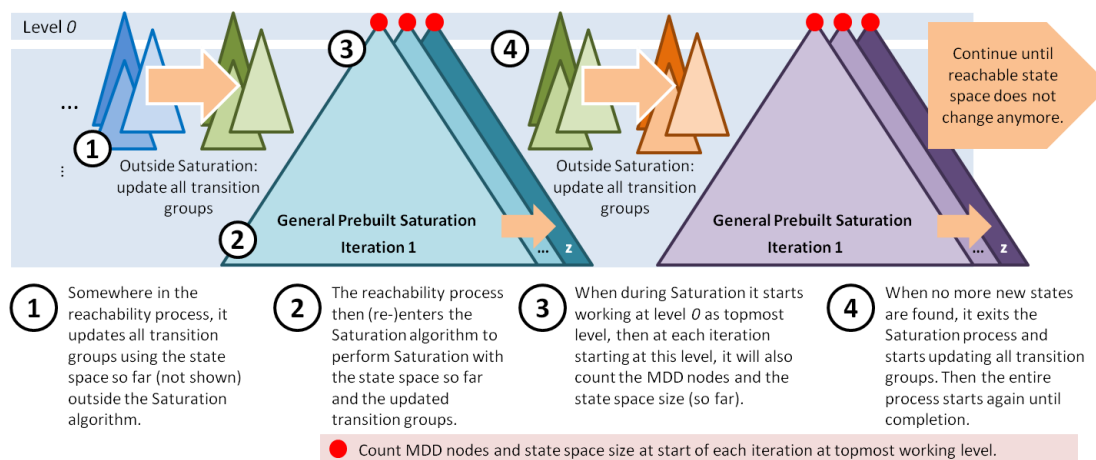 Level 0
3
4
Continue until
reachable state
space does not
change anymore.
...
1
...
Outside Saturation:
update all transition
groups
Outside Saturation:
update all transition
groups
2
General Prebuilt Saturation
Iteration 1
... z
General Prebuilt Saturation
Iteration 1
... z
1
Somewhere in the
reachability process, it
updates all transition
groups using the state
space so far (not shown)
outside the Saturation
algorithm.
2
The reachability process
then (re-)enters the
Saturation algorithm to
perform Saturation with
the state space so far
and the updated
transition groups.
3
When during Saturation it starts
working at level 0 as topmost
level, then at each iteration
starting at this level, it will also
count the MDD nodes and the
state space size (so far).
4
When no more new states
are found, it exits the
Saturation process and
starts updating all transition
groups. Then the entire
process starts again until
completion.
Count MDD nodes and state space size at start of each iteration at topmost working level.